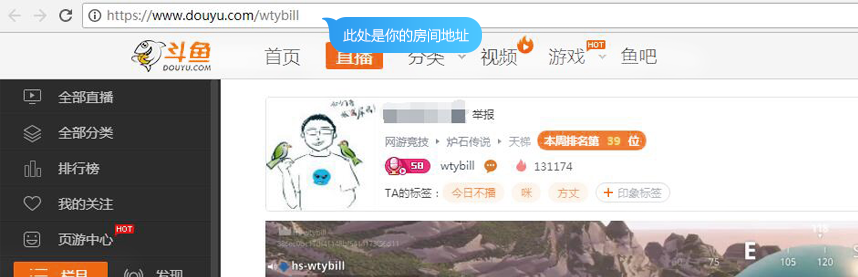 https://www.douyu.com/wtybill
此处是你的房间地址
斗鱼
DOUYU.COM
首页
直播
分类
视频
游戏
HOT
鱼吧
全部直播
全部分类
排行榜
我的关注
页游中心
HOT
栏目
发现
举报
网游竞技
炉石传说
天梯
本周排名第 39 位
58
wtybill
131174
TA的标签:
今日不播
咪
方丈
+ 印象标签
hs-wtybill
75
E
105
120